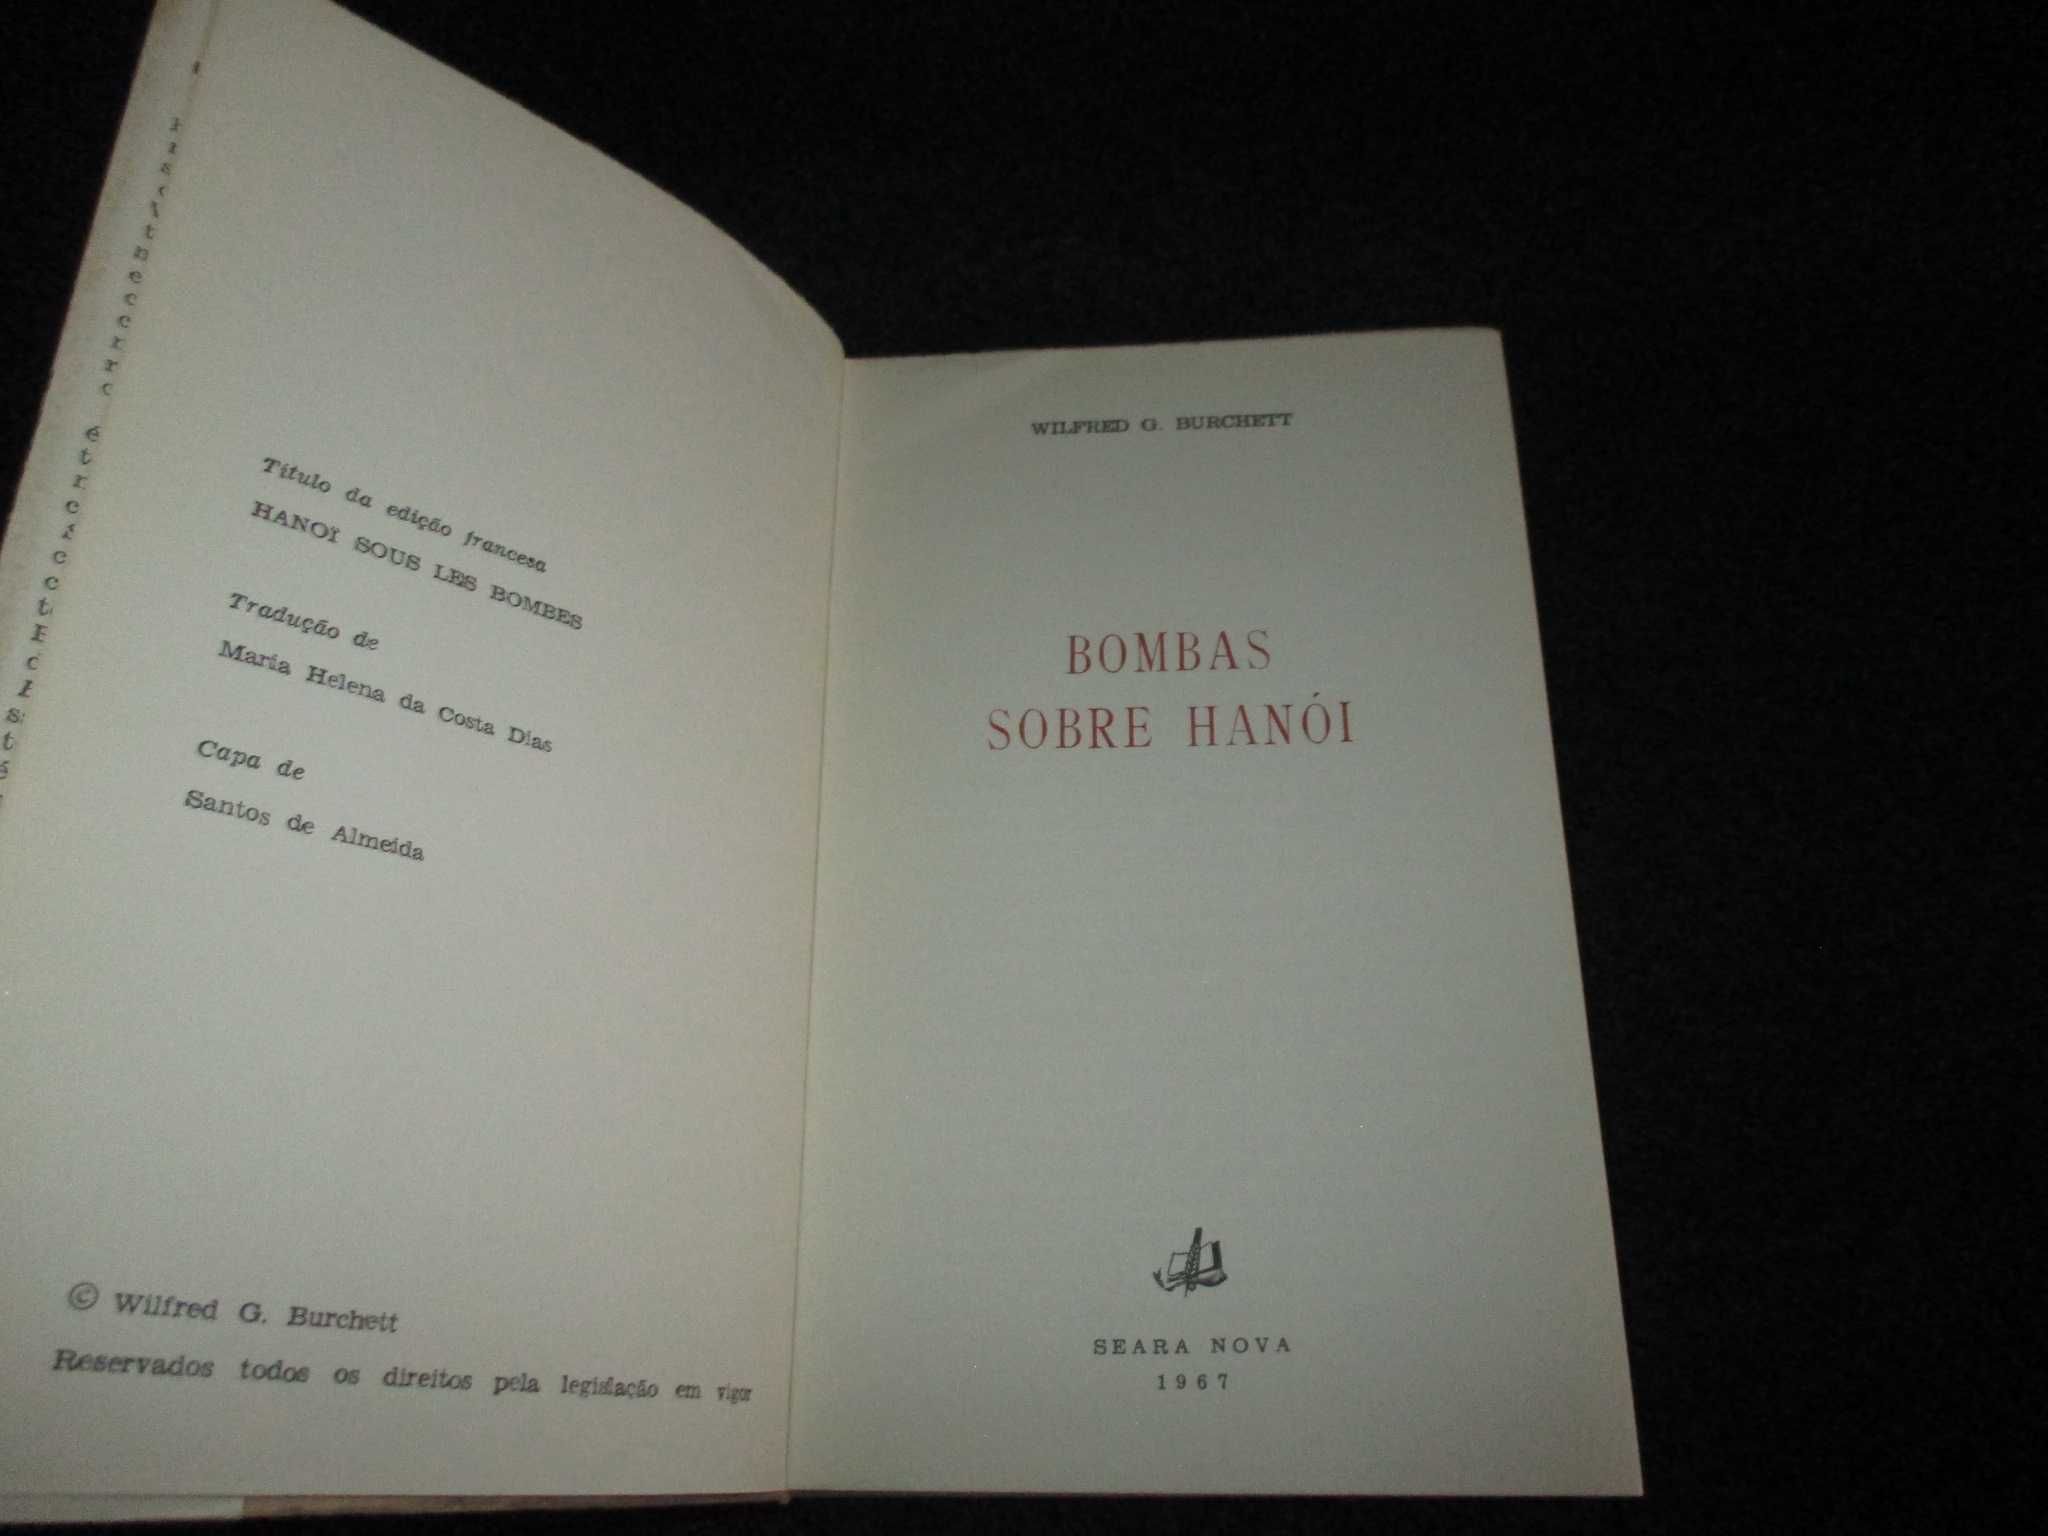 Título da edição francesa
HANOÏ SOUS LES BOMBES
Tradução de
Maria Helena da Costa Dias
Capa de
Santos de Almeida
© Wilfred G. Burchett
Reservados todos os direitos pela legislação em vigor
WILFRED G. BURCHETT
BOMBAS
SOBRE HANÓI
SEARA NOVA
1967